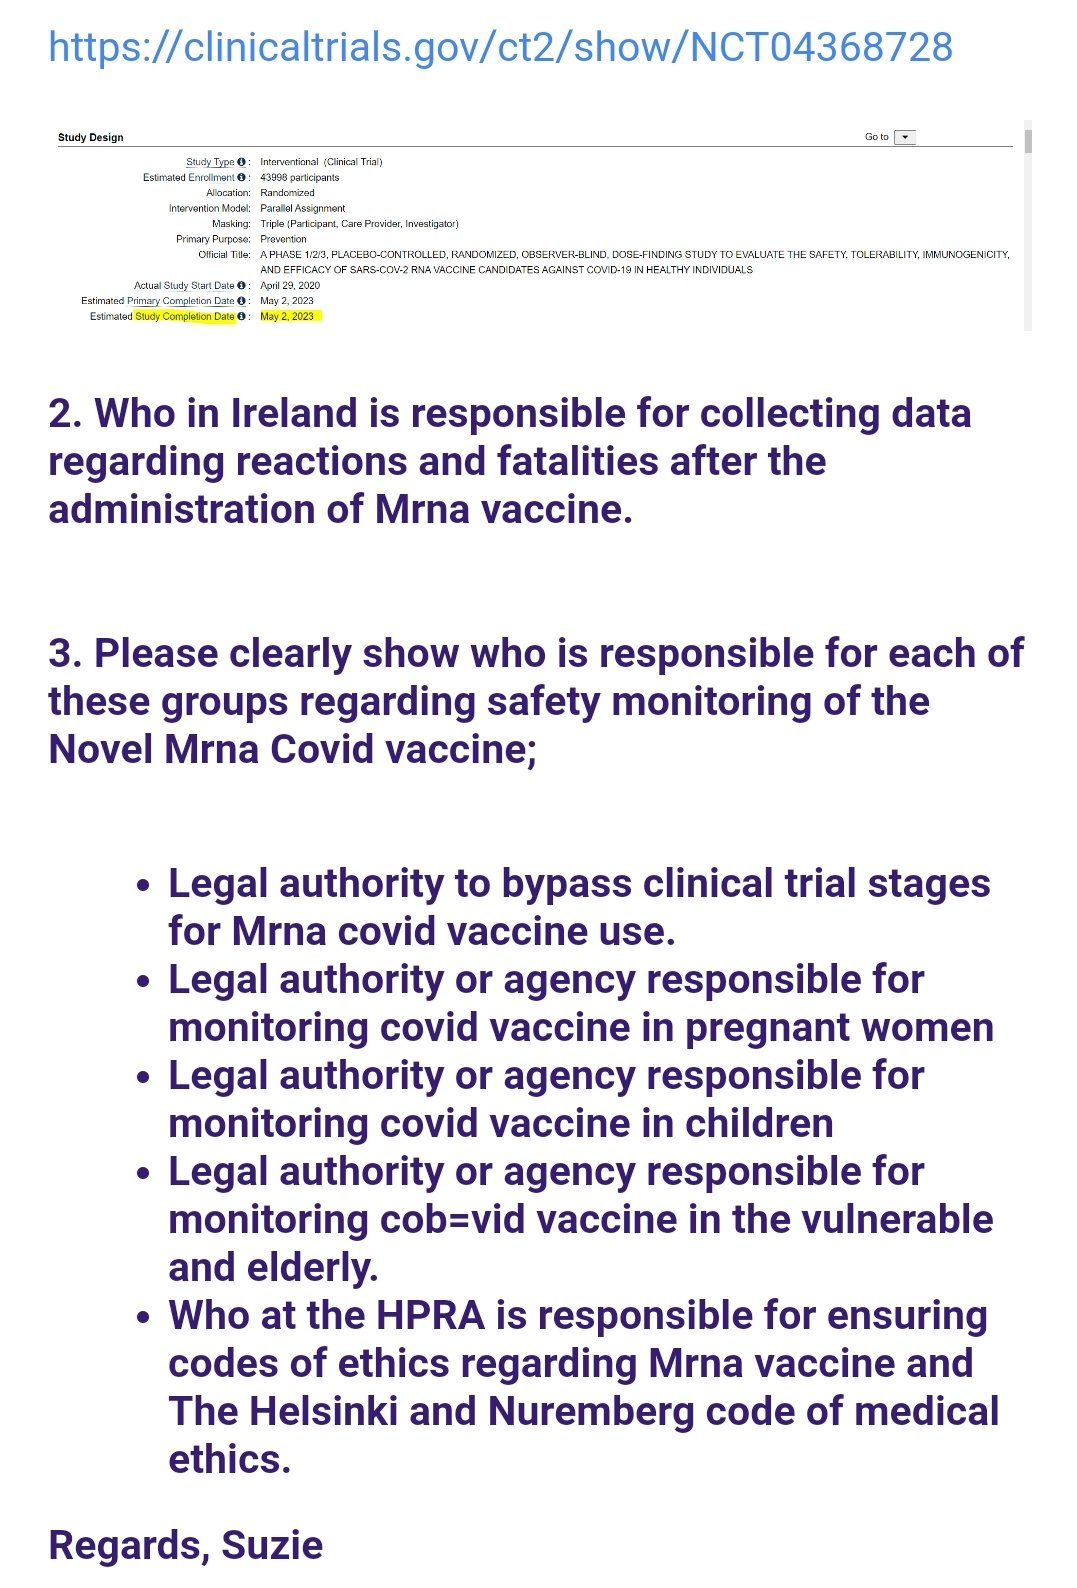 https://clinicaltrials.gov/ct2/show/NCT04368728
Study Design
Go to
Study Type : Interventional (Clinical Trial)
Estimated Enrollment : 43998 participants
Allocation: Randomized
Intervention Model: Parallel Assignment
Masking: Triple (Participant, Care Provider, Investigator)
Primary Purpose: Prevention
Official Title: A PHASE 1/2/3, PLACEBO-CONTROLLED, RANDOMIZED, OBSERVER-BLIND, DOSE-FINDING STUDY TO EVALUATE THE SAFETY, TOLERABILITY, IMMUNOGENICITY,
AND EFFICACY OF SARS-COV-2 RNA VACCINE CANDIDATES AGAINST COVID-19 IN HEALTHY INDIVIDUALS
Actual Study Start Date : April 29, 2020
Estimated Primary Completion Date : May 2, 2023
Estimated Study Completion Date : May 2, 2023
2. Who in Ireland is responsible for collecting data
regarding reactions and fatalities after the
administration of Mrna vaccine.
3. Please clearly show who is responsible for each of
these groups regarding safety monitoring of the
Novel Mrna Covid vaccine;
• Legal authority to bypass clinical trial stages
for Mrna covid vaccine use.
• Legal authority or agency responsible for
monitoring covid vaccine in pregnant women
• Legal authority or agency responsible for
monitoring covid vaccine in children
• Legal authority or agency responsible for
monitoring cob=vid vaccine in the vulnerable
and elderly.
• Who at the HPRA is responsible for ensuring
codes of ethics regarding Mrna vaccine and
The Helsinki and Nuremberg code of medical
ethics.
Regards, Suzie